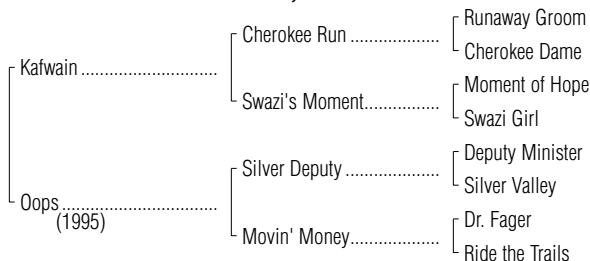 Runaway Groom
Cherokee Run ...................
Cherokee Dame
Kafwain .............................
Moment of Hope
Swazi's Moment................
Swazi Girl
Deputy Minister
Silver Deputy ....................
Silver Valley
Oops.................................
(1995)
Dr. Fager
Movin' Money...................
Ride the Trails